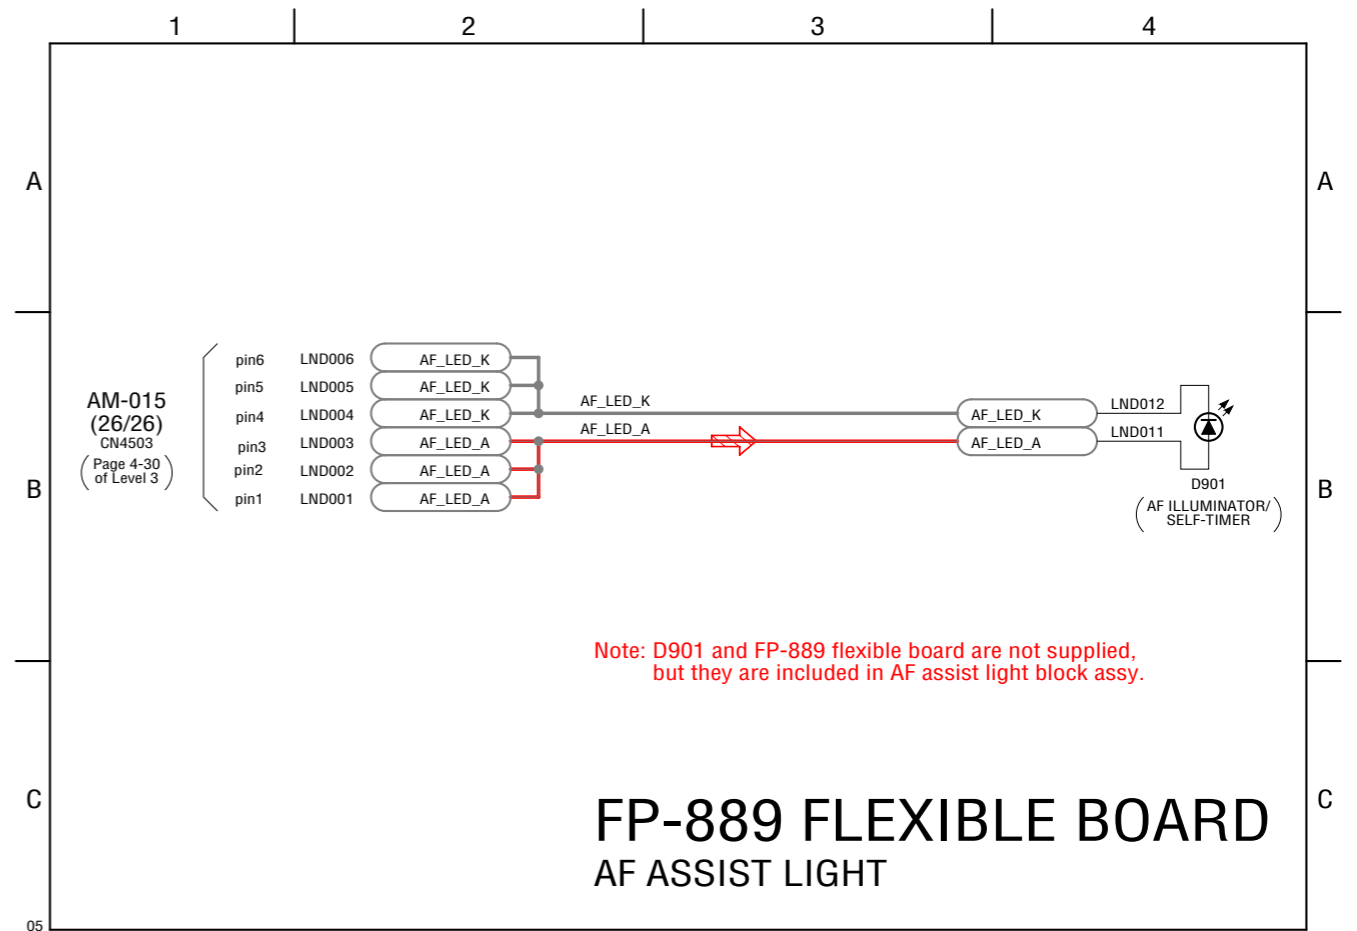 1 2 3 4
A A
pin6 LND006 AF_LED_K
pin5 LND005 AF_LED_K
AM-015
(26/26)
CN4503
(Page 4-30
of Level 3)
pin4 LND004 AF_LED_K
pin3 LND003 AF_LED_A
pin2 LND002 AF_LED_A
pin1 LND001 AF_LED_A
AF_LED_K
AF_LED_A
AF_LED_K LND012
AF_LED_A LND011
D901
(AF ILLUMINATOR/
SELF-TIMER)
B B
Note: D901 and FP-889 flexible board are not supplied,
but they are included in AF assist light block assy.
C C
FP-889 FLEXIBLE BOARD
AF ASSIST LIGHT
05